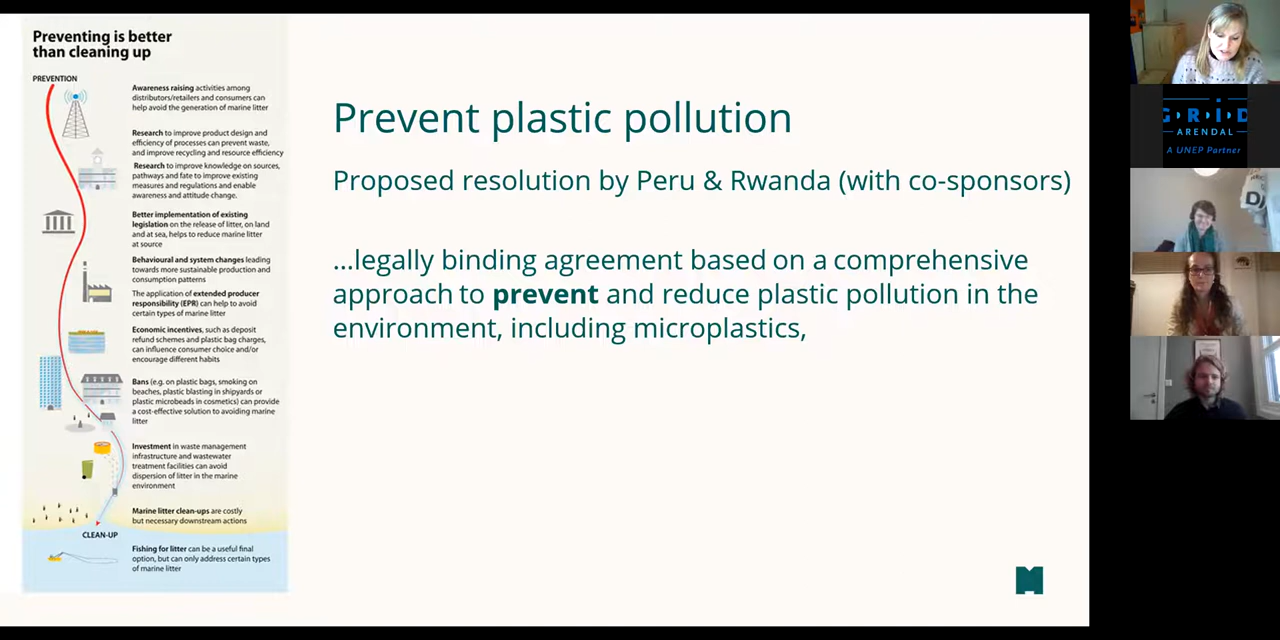 Preventing is better
than cleaning up
PREVENTION
Awareness raising activities among
distributors/retailers and consumers can
help avoid the generation of marine litter
Research to improve product design and
efficiency of processes can prevent waste,
and improve recycling and resource efficiency
Research to improve knowledge on sources,
pathways and fate to improve existing
measures and regulations and enable
awareness and attitude change.
Better implementation of existing
legislation on the release of litter, on land
and at sea, helps to reduce marine litter
at source
Behavioural and system changes leading
towards more sustainable production and
consumption patterns
The application of extended producer
responsibility (EPR) can help to avoid
certain types of marine litter
Economic incentives, such as deposit
refund schemes and plastic bag charges,
can influence consumer choice and/or
encourage different habits
Bans (e.g. on plastic bags, smoking on
beaches, plastic blasting in shipyards or
plastic microbeads in cosmetics) can provide
a cost-effective solution to avoiding marine
litter
Investment in waste management
infrastructure and wastewater
treatment facilities can avoid
dispersion of litter in the marine
environment
Marine litter clean-ups are costly
but necessary downstream actions
CLEAN-UP
Fishing for litter can be a useful final
option, but can only address certain types
of marine litter
Prevent plastic pollution
Proposed resolution by Peru & Rwanda (with co-sponsors)
...legally binding agreement based on a comprehensive
approach to prevent and reduce plastic pollution in the
environment, including microplastics,
GRID
ARENDAL
A UNEP Partner